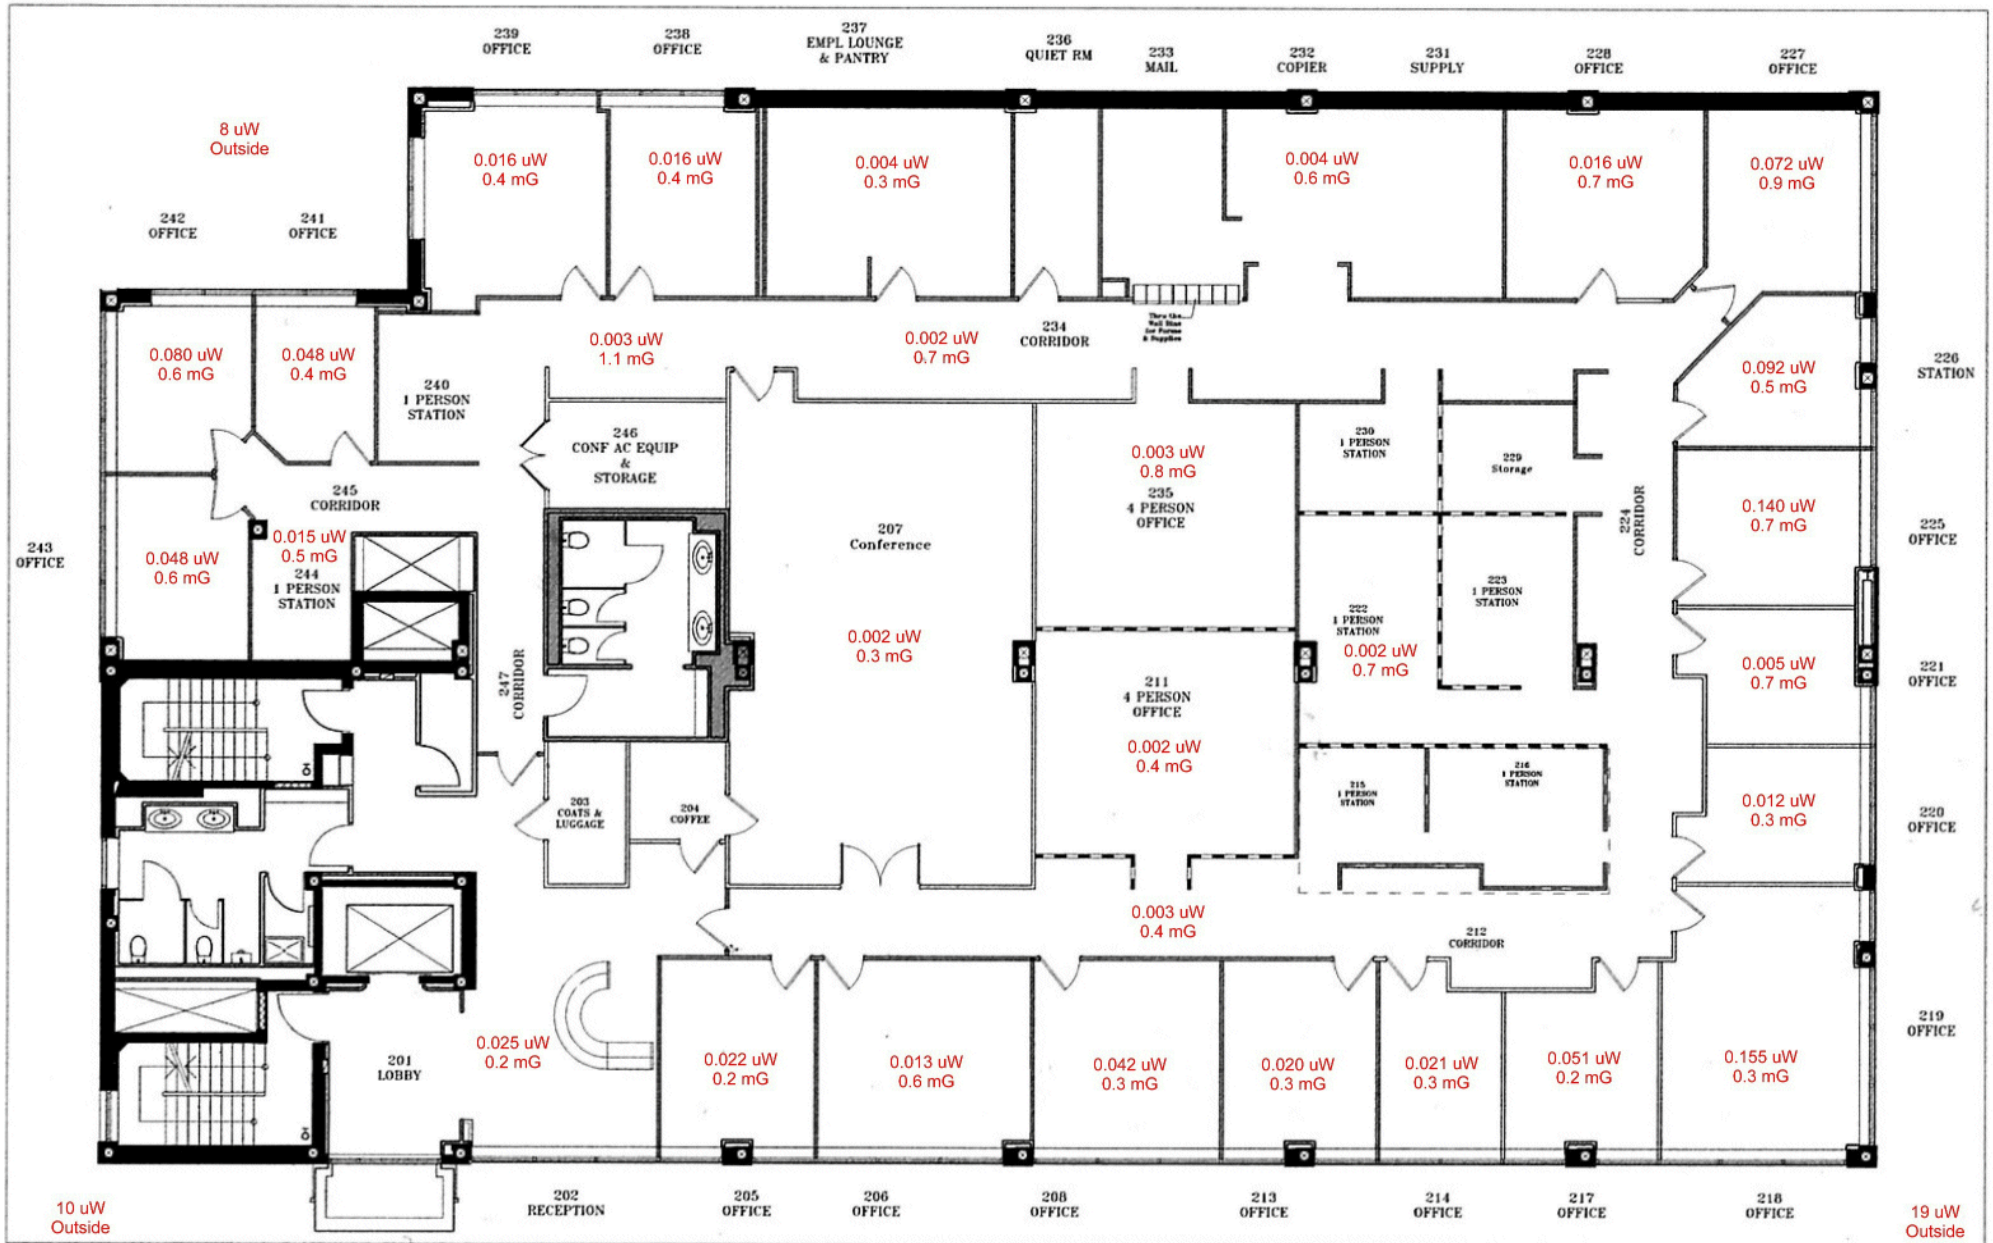 239
OFFICE
238
OFFICE
237
EMPL LOUNGE
& PANTRY
236
QUIET RM
233
MAIL
232
COPIER
231
SUPPLY
228
OFFICE
227
OFFICE
8 uW
Outside
0.016 uW
0.4 mG
0.016 uW
0.4 mG
0.004 uW
0.3 mG
0.004 uW
0.6 mG
0.016 uW
0.7 mG
0.072 uW
0.9 mG
242
OFFICE
241
OFFICE
0.080 uW
0.6 mG
0.048 uW
0.4 mG
0.003 uW
1.1 mG
0.002 uW
0.7 mG
234
CORRIDOR
Thru the
Wall Bins
for Forms
& Supplies
0.092 uW
0.5 mG
226
STATION
240
1 PERSON
STATION
246
CONF AC EQUIP
&
STORAGE
0.003 uW
0.8 mG
235
4 PERSON
OFFICE
230
1 PERSON
STATION
229
Storage
224
CORRIDOR
0.140 uW
0.7 mG
225
OFFICE
245
CORRIDOR
207
Conference
243
OFFICE
0.048 uW
0.6 mG
0.015 uW
0.5 mG
244
1 PERSON
STATION
223
1 PERSON
STATION
222
1 PERSON
STATION
0.002 uW
0.7 mG
0.002 uW
0.3 mG
0.005 uW
0.7 mG
221
OFFICE
247
CORRIDOR
211
4 PERSON
OFFICE
0.002 uW
0.4 mG
215
1 PERSON
STATION
216
1 PERSON
STATION
0.012 uW
0.3 mG
220
OFFICE
203
COATS &
LUGGAGE
204
COFFEE
0.003 uW
0.4 mG
212
CORRIDOR
201
LOBBY
0.025 uW
0.2 mG
0.022 uW
0.2 mG
0.013 uW
0.6 mG
0.042 uW
0.3 mG
0.020 uW
0.3 mG
0.021 uW
0.3 mG
0.051 uW
0.2 mG
0.155 uW
0.3 mG
219
OFFICE
10 uW
Outside
202
RECEPTION
205
OFFICE
206
OFFICE
208
OFFICE
213
OFFICE
214
OFFICE
217
OFFICE
218
OFFICE
19 uW
Outside